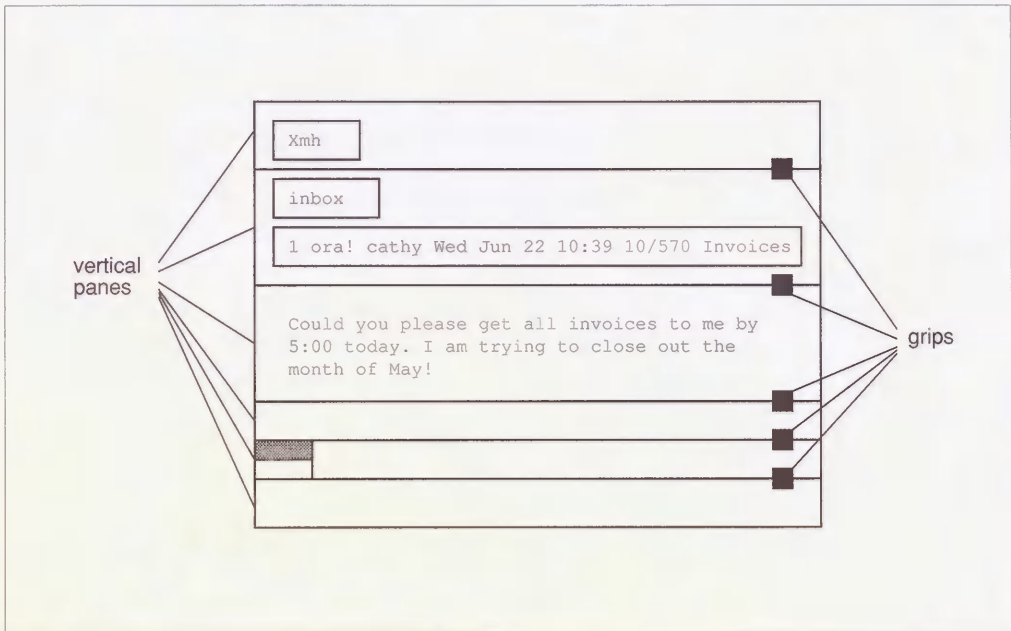 Xmh
inbox
1 ora! cathy Wed Jun 22 10:39 10/570 Invoices
vertical
panes
Could you please get all invoices to me by
5:00 today. I am trying to close out the
month of May!
grips